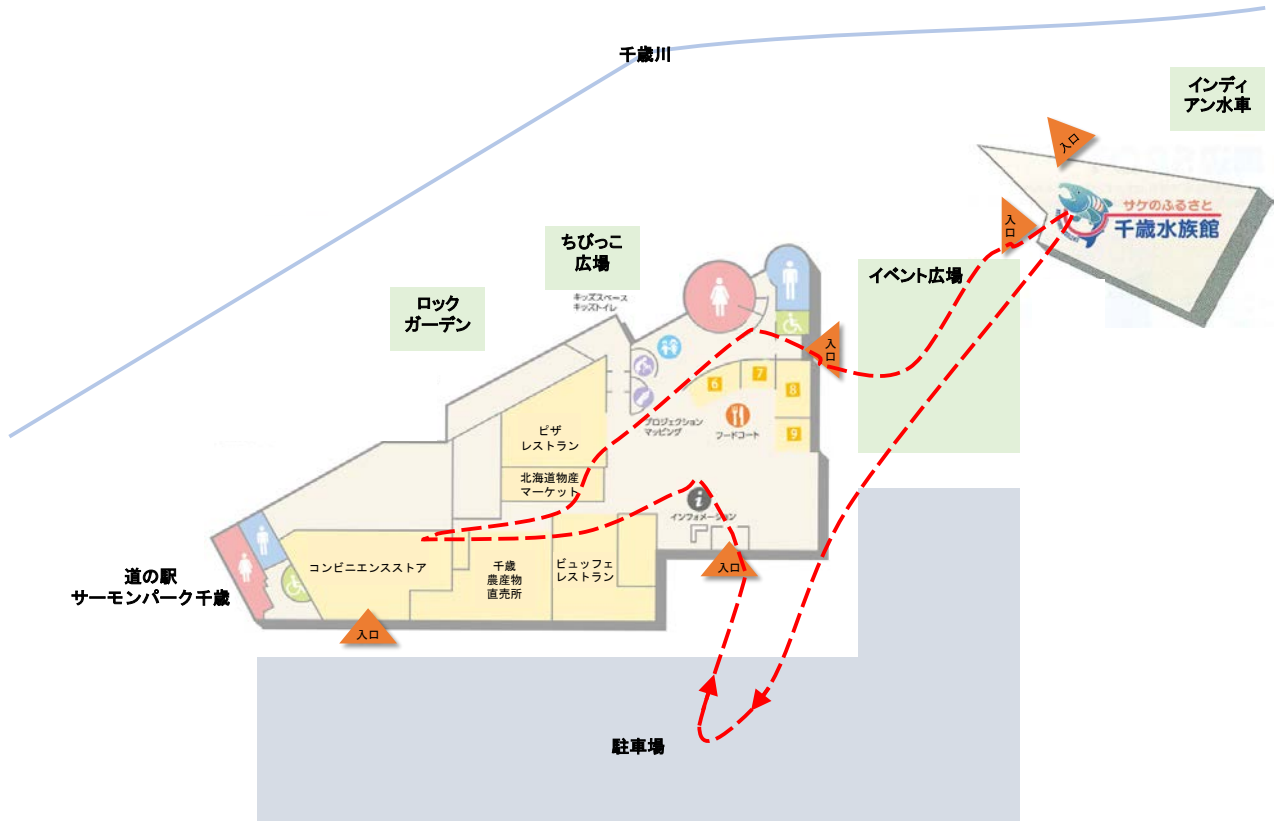 千歳川
インディ
アン水車
入口
サケのふるさと
千歳水族館
入口
ちびっこ
広場
イベント広場
キッズスペース
キッズトイレ
ロック
ガーデン
入口
6
7
8
9
プロジェクション
マッピング
フードコート
ピザ
レストラン
北海道物産
マーケット
i
インフォメーション
コンビニエンスストア
千歳
農産物
直売所
ビュッフェ
レストラン
入口
道の駅
サーモンパーク千歳
入口
駐車場